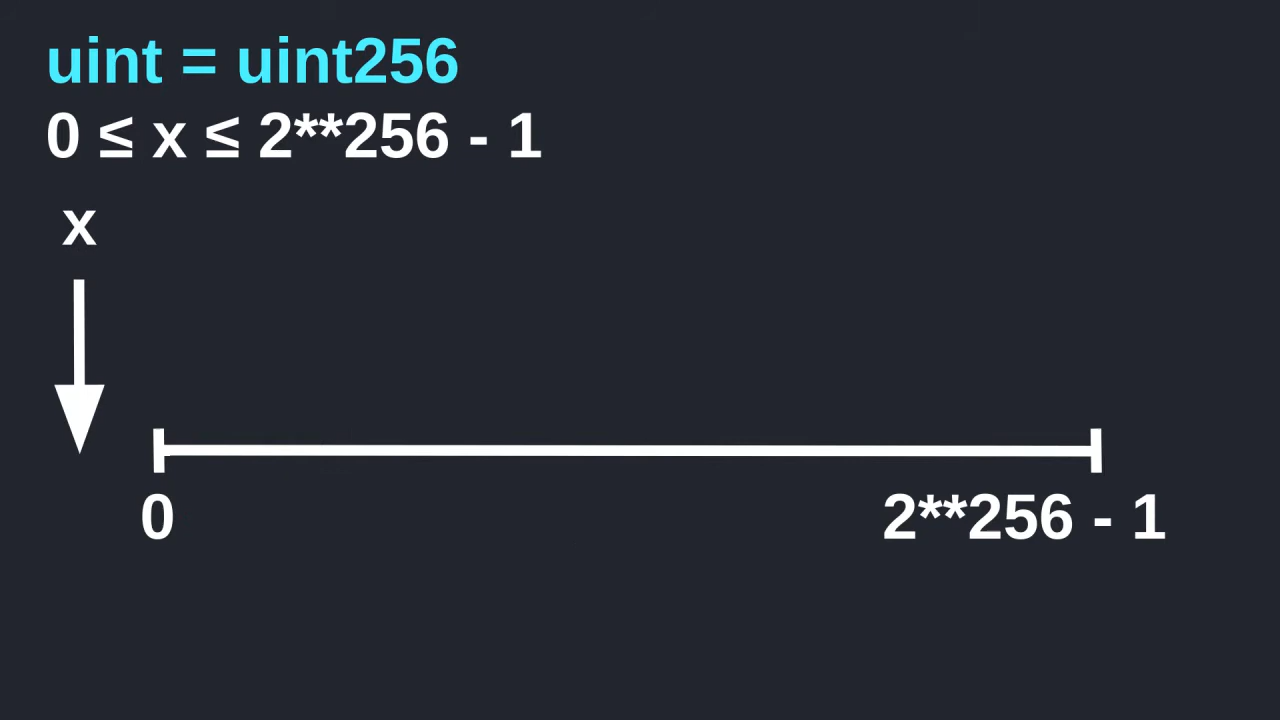 uint = uint256
0 ≤ x ≤ 2**256 - 1
x
0
2**256 - 1